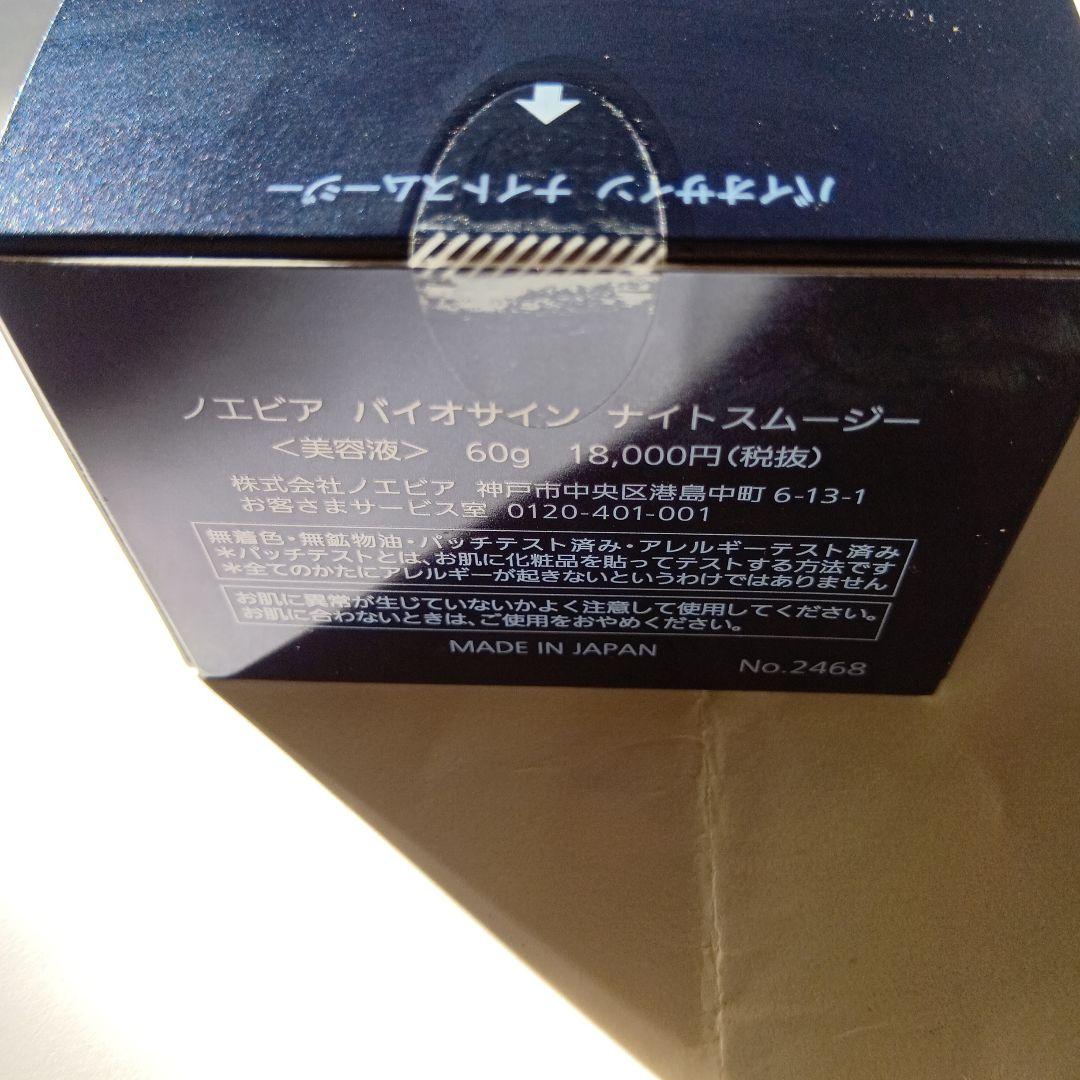 バイオサイン ナイトスムージー
ノエビア バイオサイン ナイトスムージー
＜美容液＞ 60g 18,000円(税抜)
株式会社ノエビア 神戸市中央区港島中町 6-13-1
お客さまサービス室 0120-401-001
無着色・無鉱物油・パッチテスト済み・アレルギーテスト済み
＊パッチテストとは、お肌に化粧品を貼ってテストする方法です
＊全てのかたにアレルギーが起きないというわけではありません
お肌に異常が生じていないかよく注意して使用してください。
お肌に合わないときは、ご使用をおやめください。
MADE IN JAPAN
No.2468